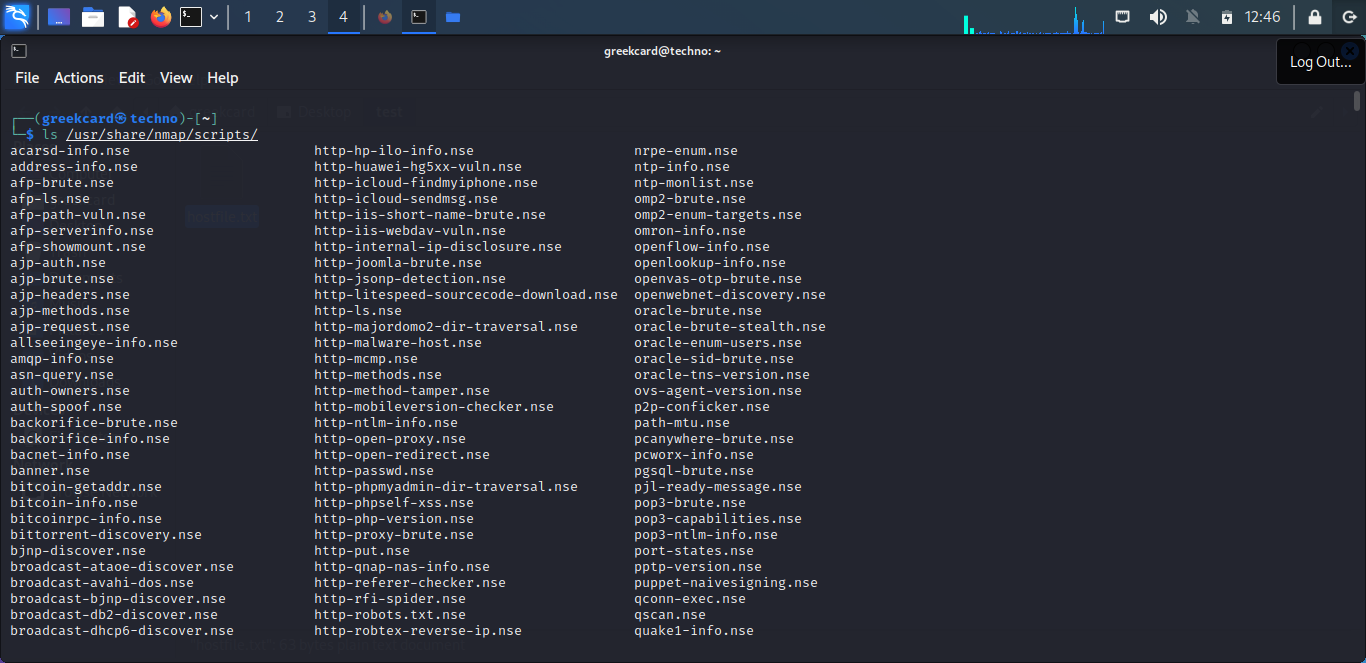 1 2 3 4 12:46
greekcard@techno: ~
Log Out...
File Actions Edit View Help
┌──(greekcard㉿techno)-[~]
└─$ ls /usr/share/nmap/scripts/
acarsd-info.nse http-hp-ilo-info.nse nrpe-enum.nse
address-info.nse http-huawei-hg5xx-vuln.nse ntp-info.nse
afp-brute.nse http-icloud-findmyiphone.nse ntp-monlist.nse
afp-ls.nse http-icloud-sendmsg.nse omp2-brute.nse
afp-path-vuln.nse http-iis-short-name-brute.nse omp2-enum-targets.nse
afp-serverinfo.nse http-iis-webdav-vuln.nse omron-info.nse
afp-showmount.nse http-internal-ip-disclosure.nse openflow-info.nse
ajp-auth.nse http-joomla-brute.nse openlookup-info.nse
ajp-brute.nse http-jsonp-detection.nse openvas-otp-brute.nse
ajp-headers.nse http-litespeed-sourcecode-download.nse openwebnet-discovery.nse
ajp-methods.nse http-ls.nse oracle-brute.nse
ajp-request.nse http-majordomo2-dir-traversal.nse oracle-brute-stealth.nse
allseeingeye-info.nse http-malware-host.nse oracle-enum-users.nse
amqp-info.nse http-mcmp.nse oracle-sid-brute.nse
asn-query.nse http-methods.nse oracle-tns-version.nse
auth-owners.nse http-method-tamper.nse ovs-agent-version.nse
auth-spoof.nse http-mobileversion-checker.nse p2p-conficker.nse
backorifice-brute.nse http-ntlm-info.nse path-mtu.nse
backorifice-info.nse http-open-proxy.nse pcanywhere-brute.nse
bacnet-info.nse http-open-redirect.nse pcworx-info.nse
banner.nse http-passwd.nse pgsql-brute.nse
bitcoin-getaddr.nse http-phpmyadmin-dir-traversal.nse pjl-ready-message.nse
bitcoin-info.nse http-phpself-xss.nse pop3-brute.nse
bitcoinrpc-info.nse http-php-version.nse pop3-capabilities.nse
bittorrent-discovery.nse http-proxy-brute.nse pop3-ntlm-info.nse
bjnp-discover.nse http-put.nse port-states.nse
broadcast-ataoe-discover.nse http-qnap-nas-info.nse pptp-version.nse
broadcast-avahi-dos.nse http-referer-checker.nse puppet-naivesigning.nse
broadcast-bjnp-discover.nse http-rfi-spider.nse qconn-exec.nse
broadcast-db2-discover.nse http-robots.txt.nse qscan.nse
broadcast-dhcp6-discover.nse http-robtex-reverse-ip.nse quake1-info.nse